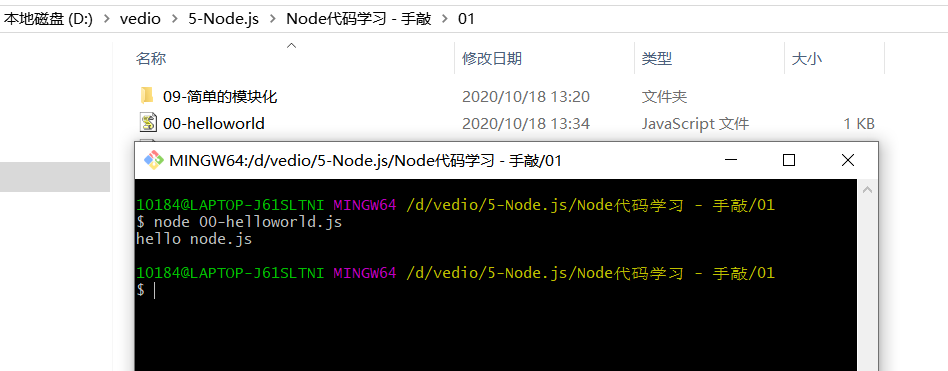 本地磁盘 (D:) > vedio > 5-Node.js > Node代码学习 - 手敲 > 01
名称 修改日期 类型 大小
09-简单的模块化 2020/10/18 13:20 文件夹
00-helloworld 2020/10/18 13:34 JavaScript 文件 1 KB
MINGW64:/d/vedio/5-Node.js/Node代码学习 - 手敲/01
10184@LAPTOP-J61SLTNI MINGW64 /d/vedio/5-Node.js/Node代码学习 - 手敲/01
$ node 00-helloworld.js
hello node.js
10184@LAPTOP-J61SLTNI MINGW64 /d/vedio/5-Node.js/Node代码学习 - 手敲/01
$